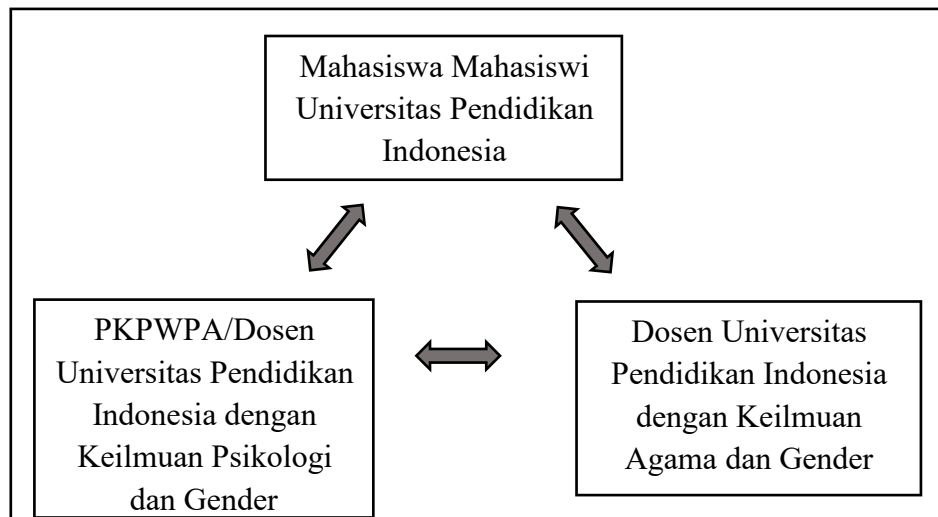 Mahasiswa Mahasiswi
Universitas Pendidikan
Indonesia
PKPWPA/Dosen
Universitas Pendidikan
Indonesia dengan
Keilmuan Psikologi
dan Gender
Dosen Universitas
Pendidikan Indonesia
dengan Keilmuan
Agama dan Gender